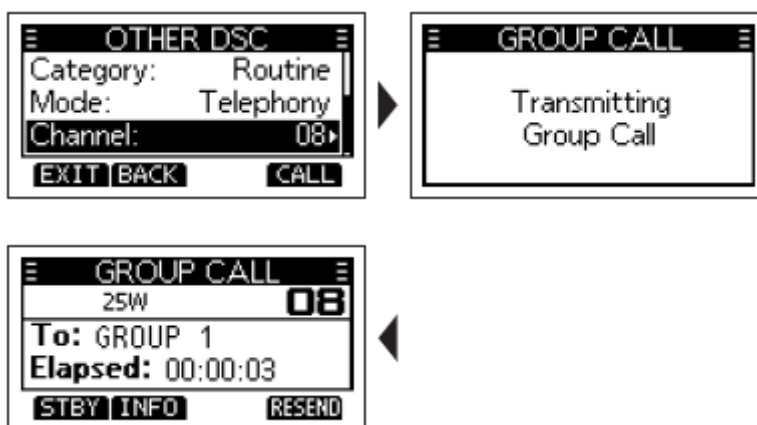 OTHER DSC
Category: Routine
Mode: Telephony
Channel: 08
EXIT BACK CALL
GROUP CALL
Transmitting
Group Call
GROUP CALL
25W 08
To: GROUP 1
Elapsed: 00:00:03
STBY INFO RESEND